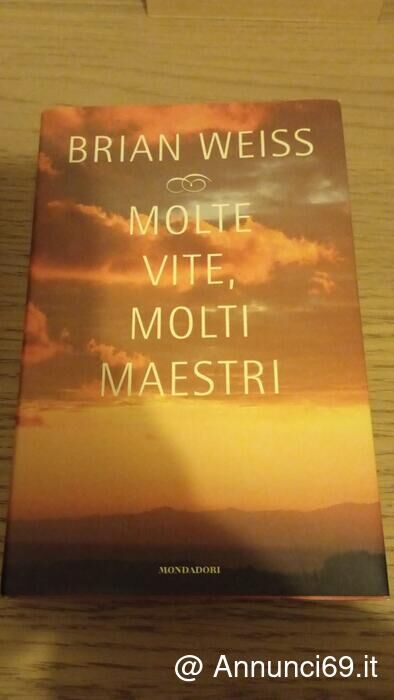 BRIAN WEISS
MOLTE
VITE,
MOLTI
MAESTRI
MONDADORI
@ Annunci69.it